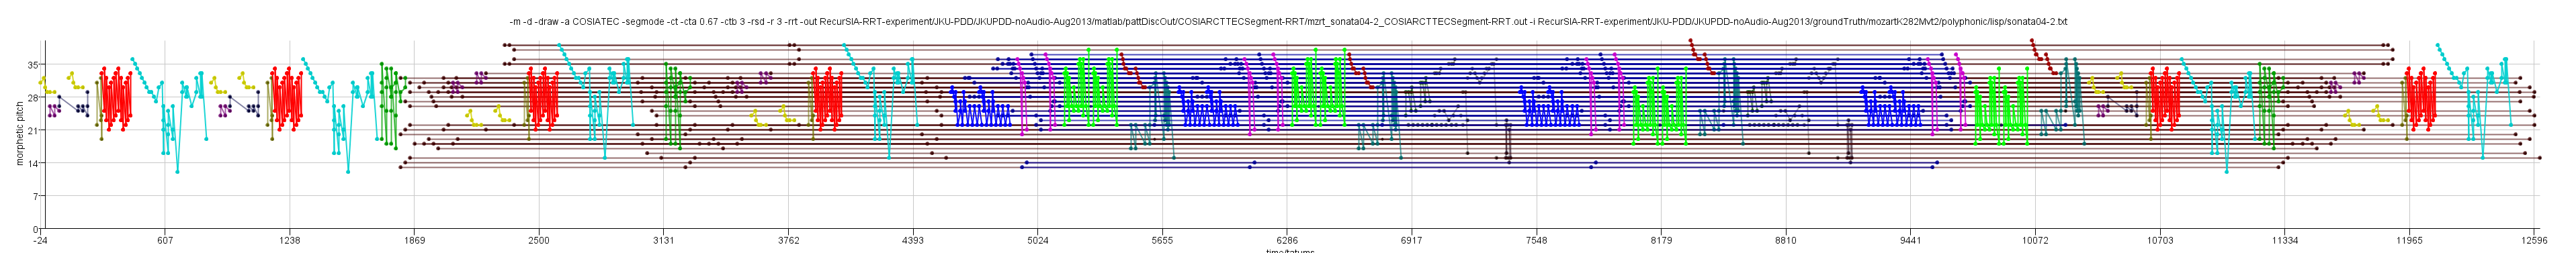 -m -d -draw -a COSIATEC -segmode -ct -cta 0.67 -ctb 3 -rsd -r 3 -rrt -out RecurSIA-RRT-experiment/JKU-PDD/JKUPDD-noAudio-Aug2013/matlab/pattDiscOut/COSIARCTTECSegment-RRT/mzrt_sonata04-2_COSIARCTTECSegment-RRT.out -i RecurSIA-RRT-experiment/JKU-PDD/JKUPDD-noAudio-Aug2013/groundTruth/mozartK282Mvt2/polyphonic/lisp/sonata04-2.txt
morphetic pitch
35
28
21
14
7
0
-24 607 1238 1869 2500 3131 3762 4393 5024 5655 6286 6917 7548 8179 8810 9441 10072 10703 11334 11965 12596
time/tatums